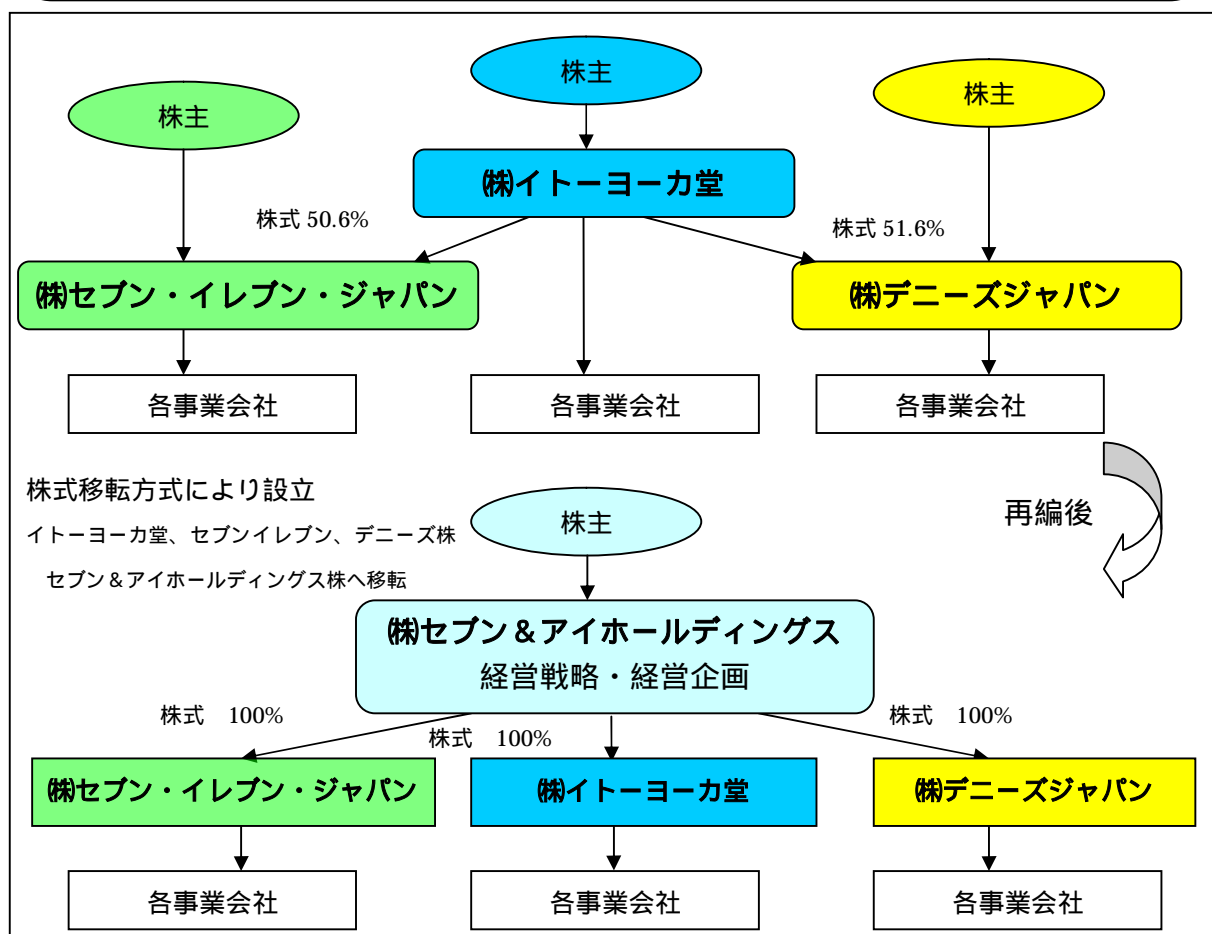 株主
株主
株主
㈱イトーヨーカ堂
株式 50.6%
株式 51.6%
㈱セブン・イレブン・ジャパン
㈱デニーズジャパン
各事業会社
各事業会社
各事業会社
株式移転方式により設立
イトーヨーカ堂、セブンイレブン、デニーズ株
セブン＆アイホールディングス株へ移転
株主
再編後
㈱セブン＆アイホールディングス
経営戦略・経営企画
株式　100%
株式　100%
株式　100%
㈱セブン・イレブン・ジャパン
㈱イトーヨーカ堂
㈱デニーズジャパン
各事業会社
各事業会社
各事業会社